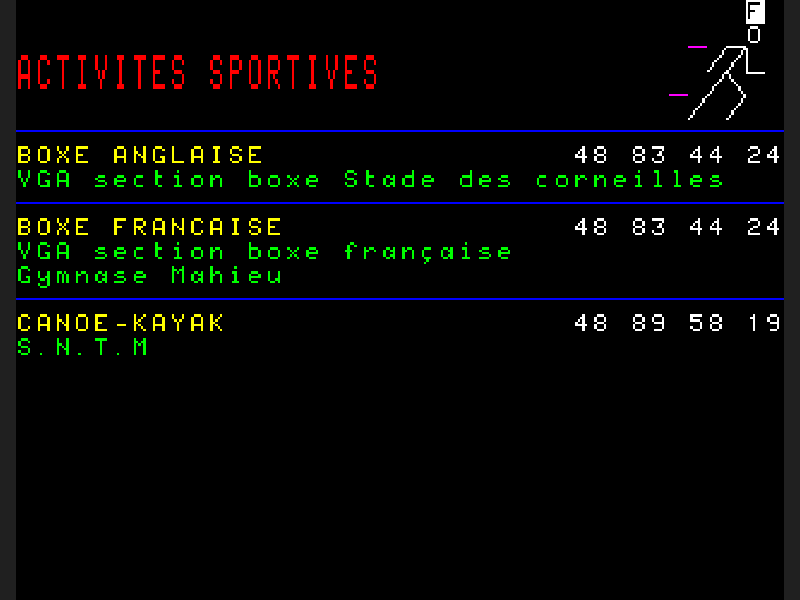 F
ACTIVITES SPORTIVES
BOXE ANGLAISE 48 83 44 24
VGA section boxe Stade des corneilles
BOXE FRANCAISE 48 83 44 24
VGA section boxe française
Gymnase Mahieu
CANOE-KAYAK 48 89 58 19
S.N.T.M